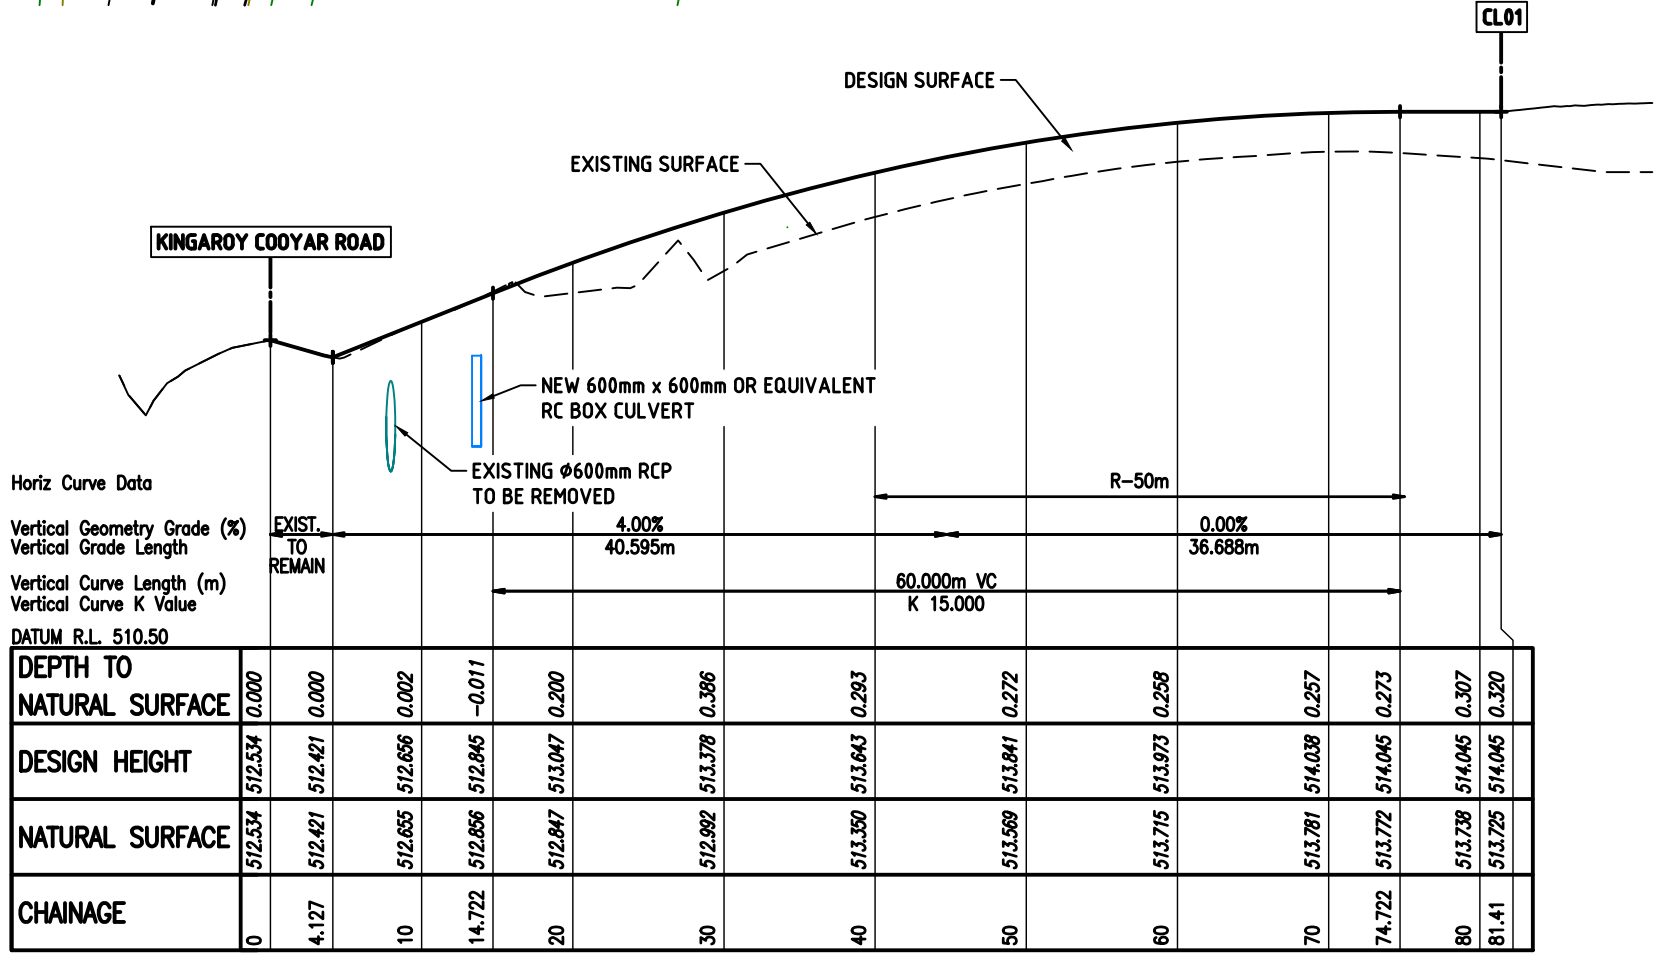 CL01
DESIGN SURFACE
EXISTING SURFACE
KINGAROY COOYAR ROAD
NEW 600mm x 600mm OR EQUIVALENT
RC BOX CULVERT
EXISTING Ø600mm RCP
TO BE REMOVED
Horiz Curve Data
R-50m
Vertical Geometry Grade (%)
EXIST.
4.00%
0.00%
Vertical Grade Length
TO
REMAIN
40.595m
36.688m
Vertical Curve Length (m)
60.000m VC
Vertical Curve K Value
K 15.000
DATUM R.L. 510.50
DEPTH TO
NATURAL SURFACE
0.000 0.000 0.002 -0.011 0.200 0.386 0.293 0.272 0.258 0.257 0.273 0.307 0.320
DESIGN HEIGHT
512.534 512.421 512.656 512.845 513.047 513.378 513.643 513.841 513.973 514.038 514.045 514.045 514.045
NATURAL SURFACE
512.534 512.421 512.655 512.856 512.847 512.992 513.350 513.569 513.715 513.781 513.772 513.738 513.725
CHAINAGE
0 4.127 10 14.722 20 30 40 50 60 70 74.722 80 81.41